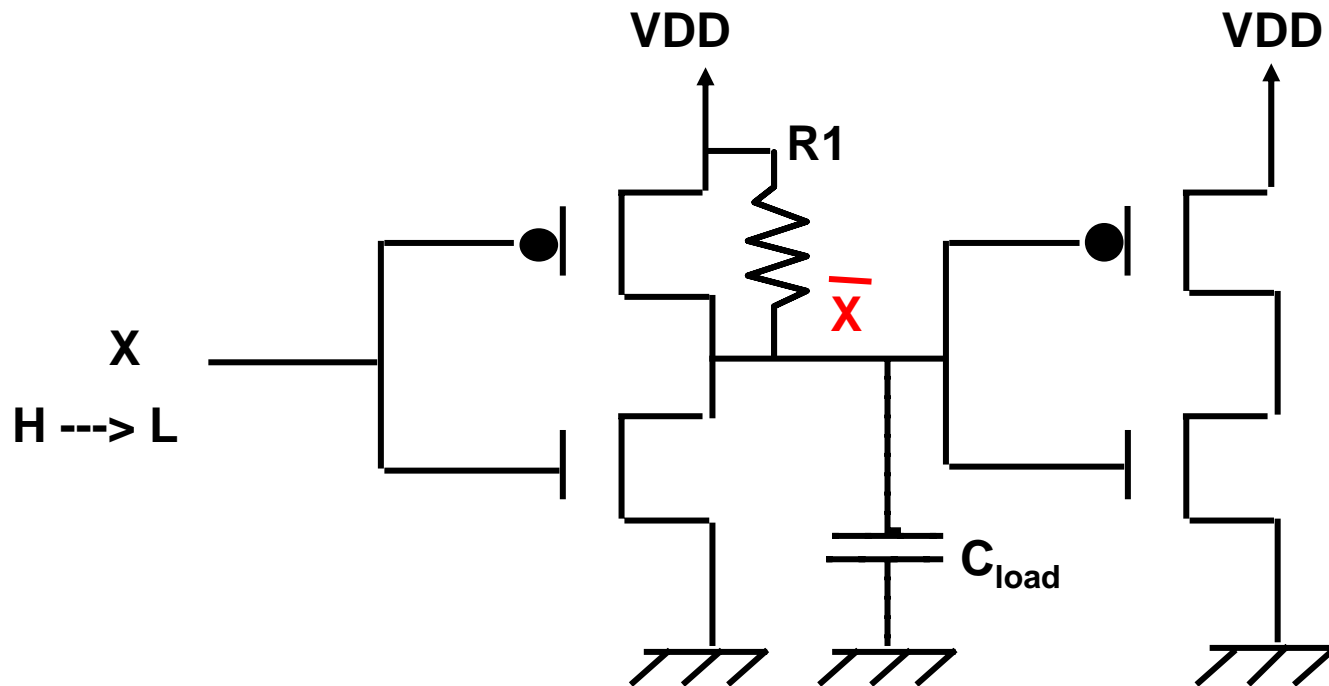 VDD
VDD
R1
X̅
X
H ---> L
Cload